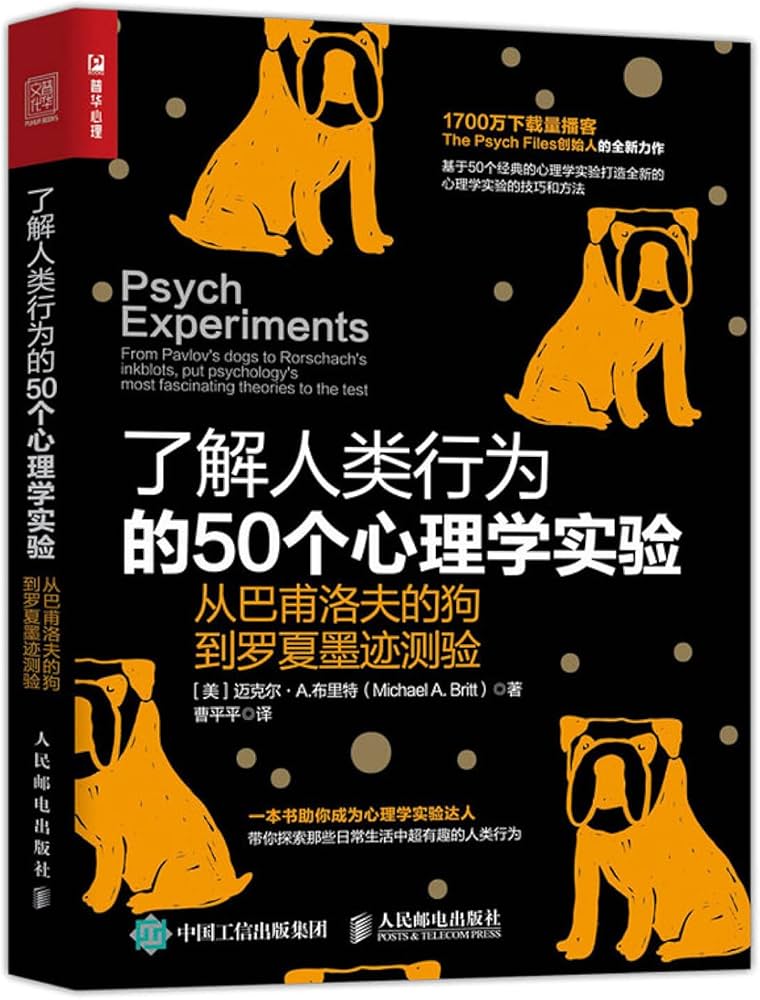 普华文化
PUHUA BOOKS
BOOKS
普华心理
了解人类行为的50个心理学实验
从巴甫洛夫的狗
到罗夏墨迹测验
人民邮电出版社
1700万下载量播客
The Psych Files创始人的全新力作
基于50个经典的心理学实验打造全新的
心理学实验的技巧和方法
Psych
Experiments
From Pavlov's dogs to Rorschach's
inkblots, put psychology's
most fascinating theories to the test
了解人类行为
的50个心理学实验
从巴甫洛夫的狗
到罗夏墨迹测验
[美] 迈克尔·A.布里特（Michael A. Britt）◎著
曹平平◎译
一本书助你成为心理学实验达人
带你探索那些日常生活中超有趣的人类行为
中国工信出版集团
人民邮电出版社
POSTS & TELECOM PRESS